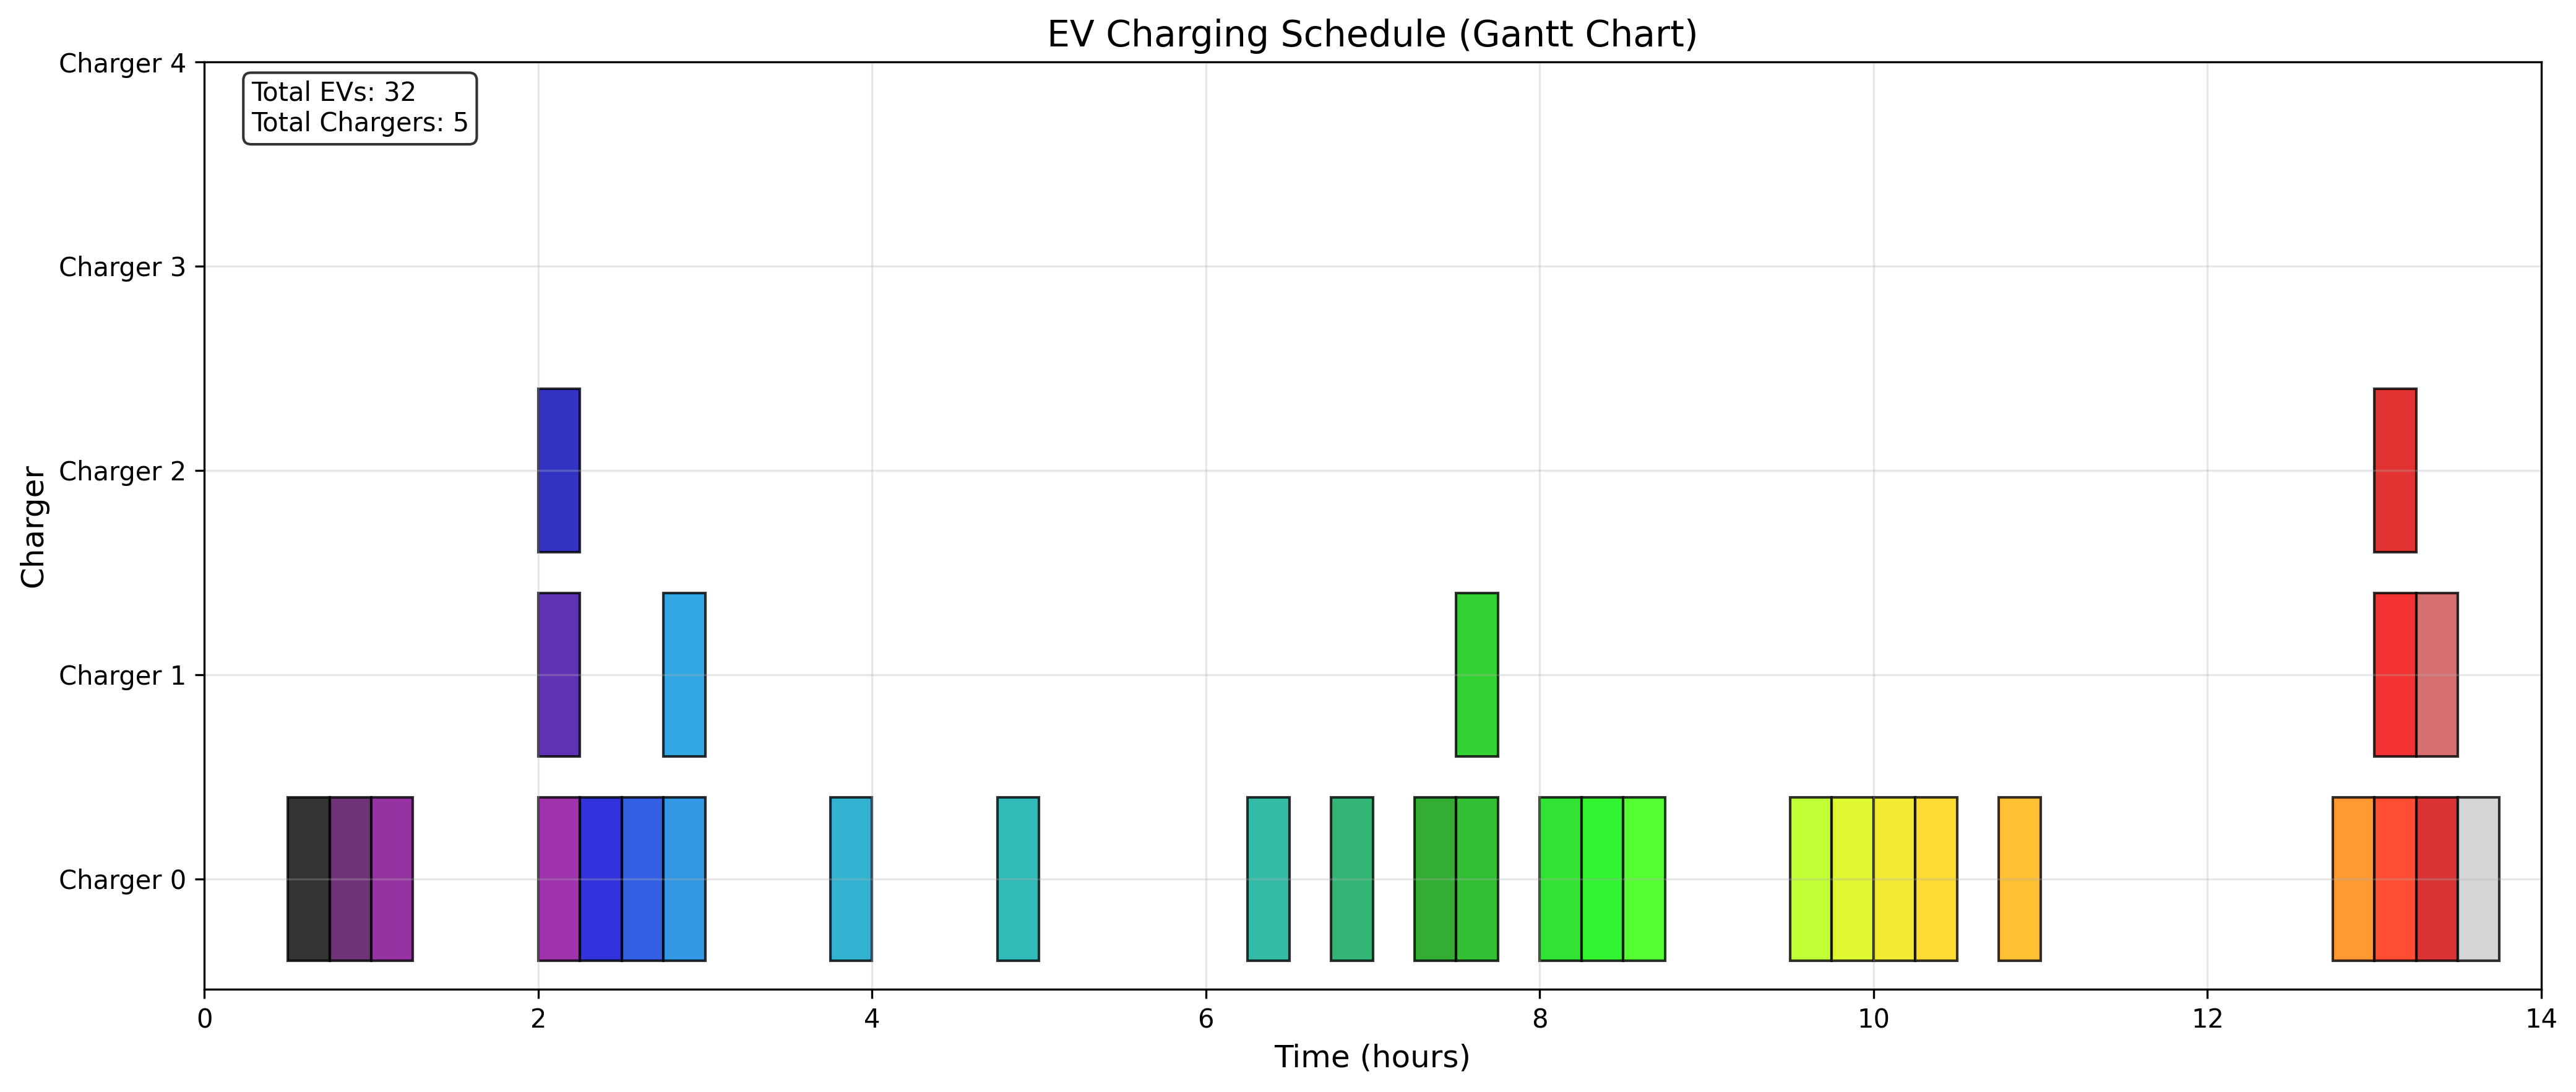 EV Charging Schedule (Gantt Chart)
Total EVs: 32
Total Chargers: 5
Charger 4
Charger 3
Charger 2
Charger 1
Charger 0
Charger
0 2 4 6 8 10 12 14
Time (hours)